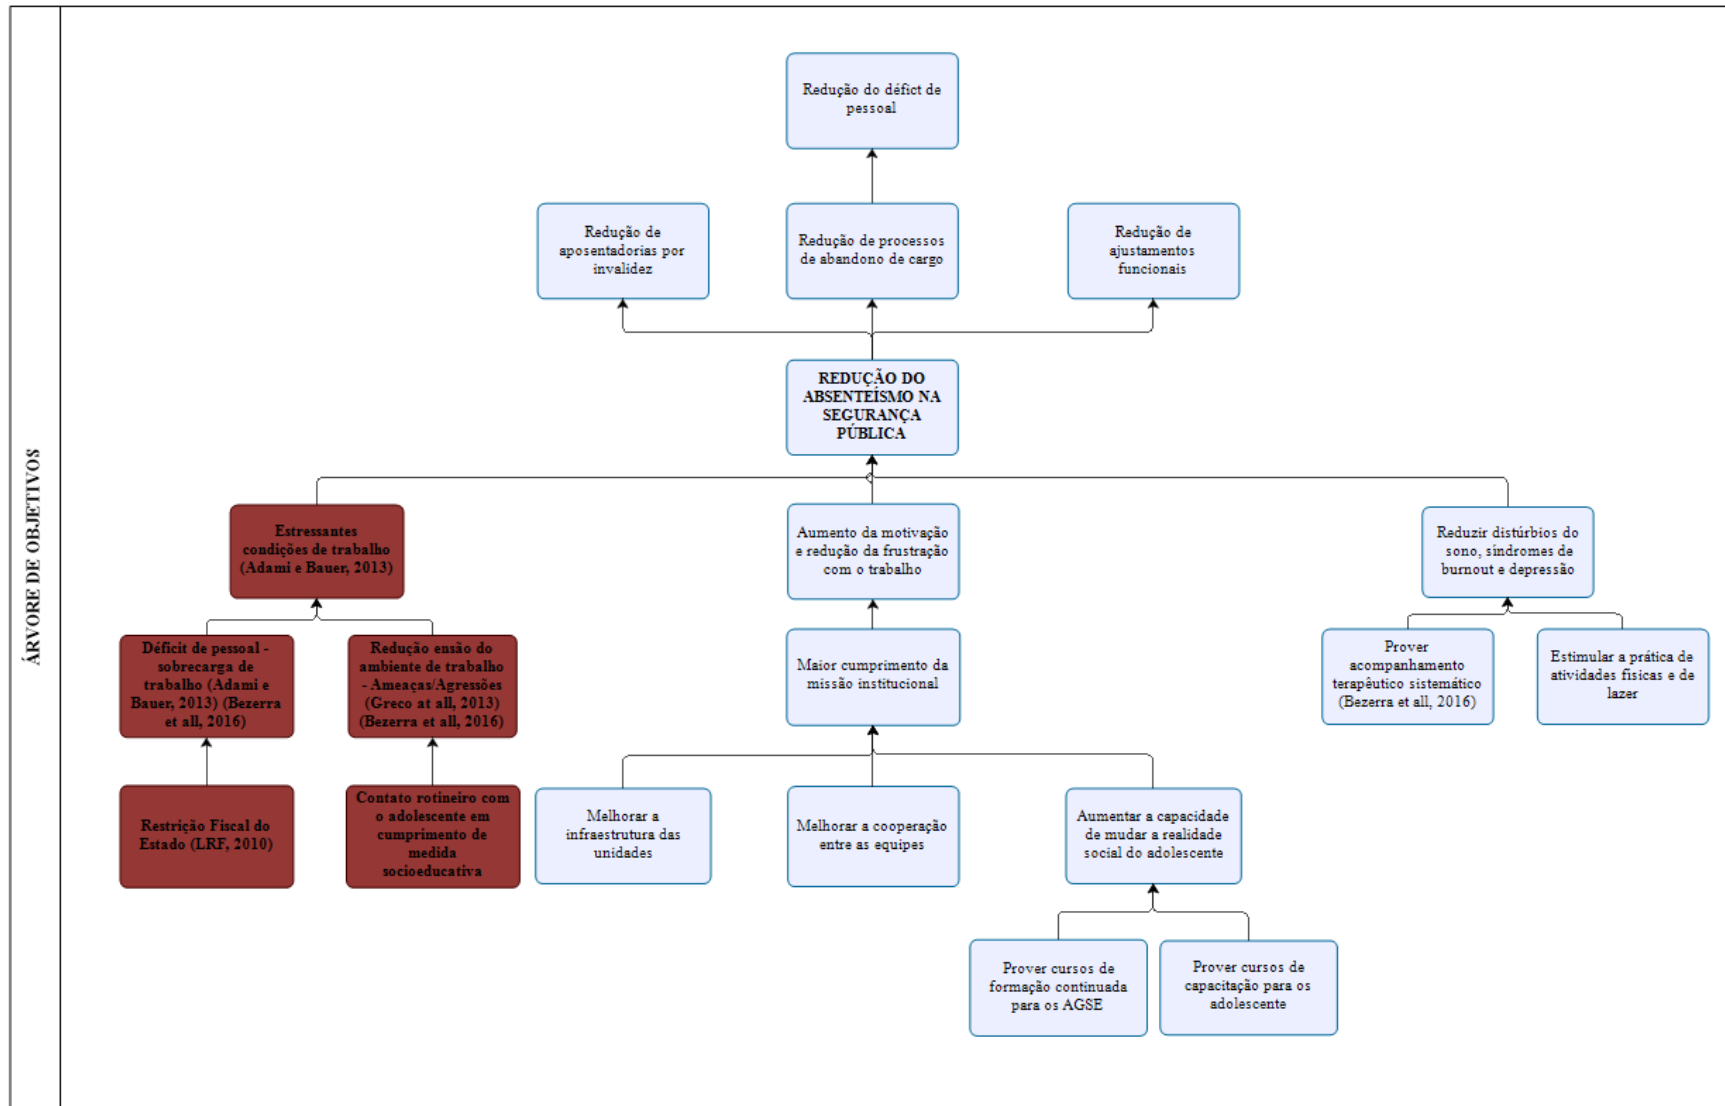 ÁRVORE DE OBJETIVOS
Redução do défict de
pessoal
Redução de
aposentadorias por
invalidez
Redução de processos
de abandono de cargo
Redução de
ajustamentos
funcionais
REDUÇÃO DO
ABSENTEÍSMO NA
SEGURANÇA
PÚBLICA
Estressantes
condições de trabalho
(Adami e Bauer, 2013)
Aumento da motivação
e redução da frustração
com o trabalho
Reduzir distúrbios do
sono, síndromes de
burnout e depressão
Déficit de pessoal -
sobrecarga de
trabalho (Adami e
Bauer, 2013) (Bezerra
et all, 2016)
Redução ensão do
ambiente de trabalho
- Ameaças/Agressões
(Greco at all, 2013)
(Bezerra et all, 2016)
Maior cumprimento da
missão institucional
Prover
acompanhamento
terapêutico sistemático
(Bezerra et all, 2016)
Estimular a prática de
atividades físicas e de
lazer
Restrição Fiscal do
Estado (LRF, 2010)
Contato rotineiro com
o adolescente em
cumprimento de
medida
socioeducativa
Melhorar a
infraestrutura das
unidades
Melhorar a cooperação
entre as equipes
Aumentar a capacidade
de mudar a realidade
social do adolescente
Prover cursos de
formação continuada
para os AGSE
Prover cursos de
capacitação para os
adolescente